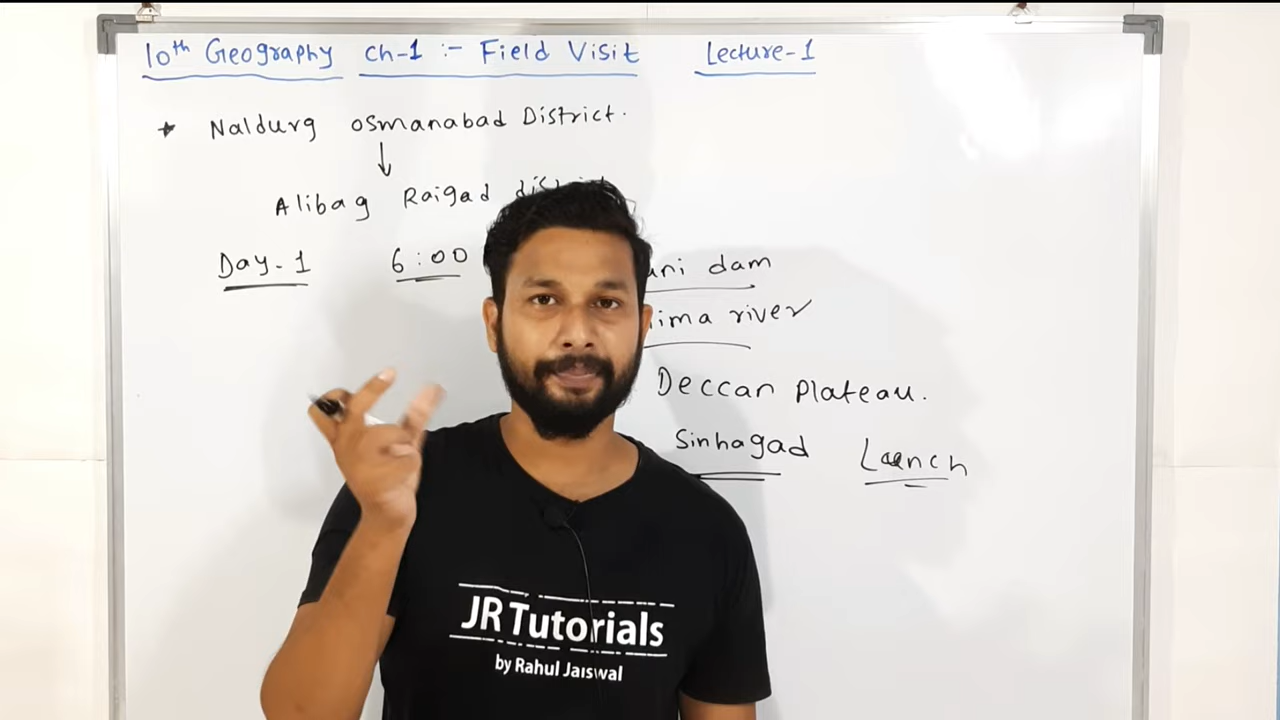 10th Geography ch-1 :- Field Visit Lecture-1
* Naldurg osmanabad District.
↓
Alibag Raigad
Day-1 6:00 dam
river
Deccan Plateau.
Sinhagad Launch
JR Tutorials
by Rahul Jaiswal